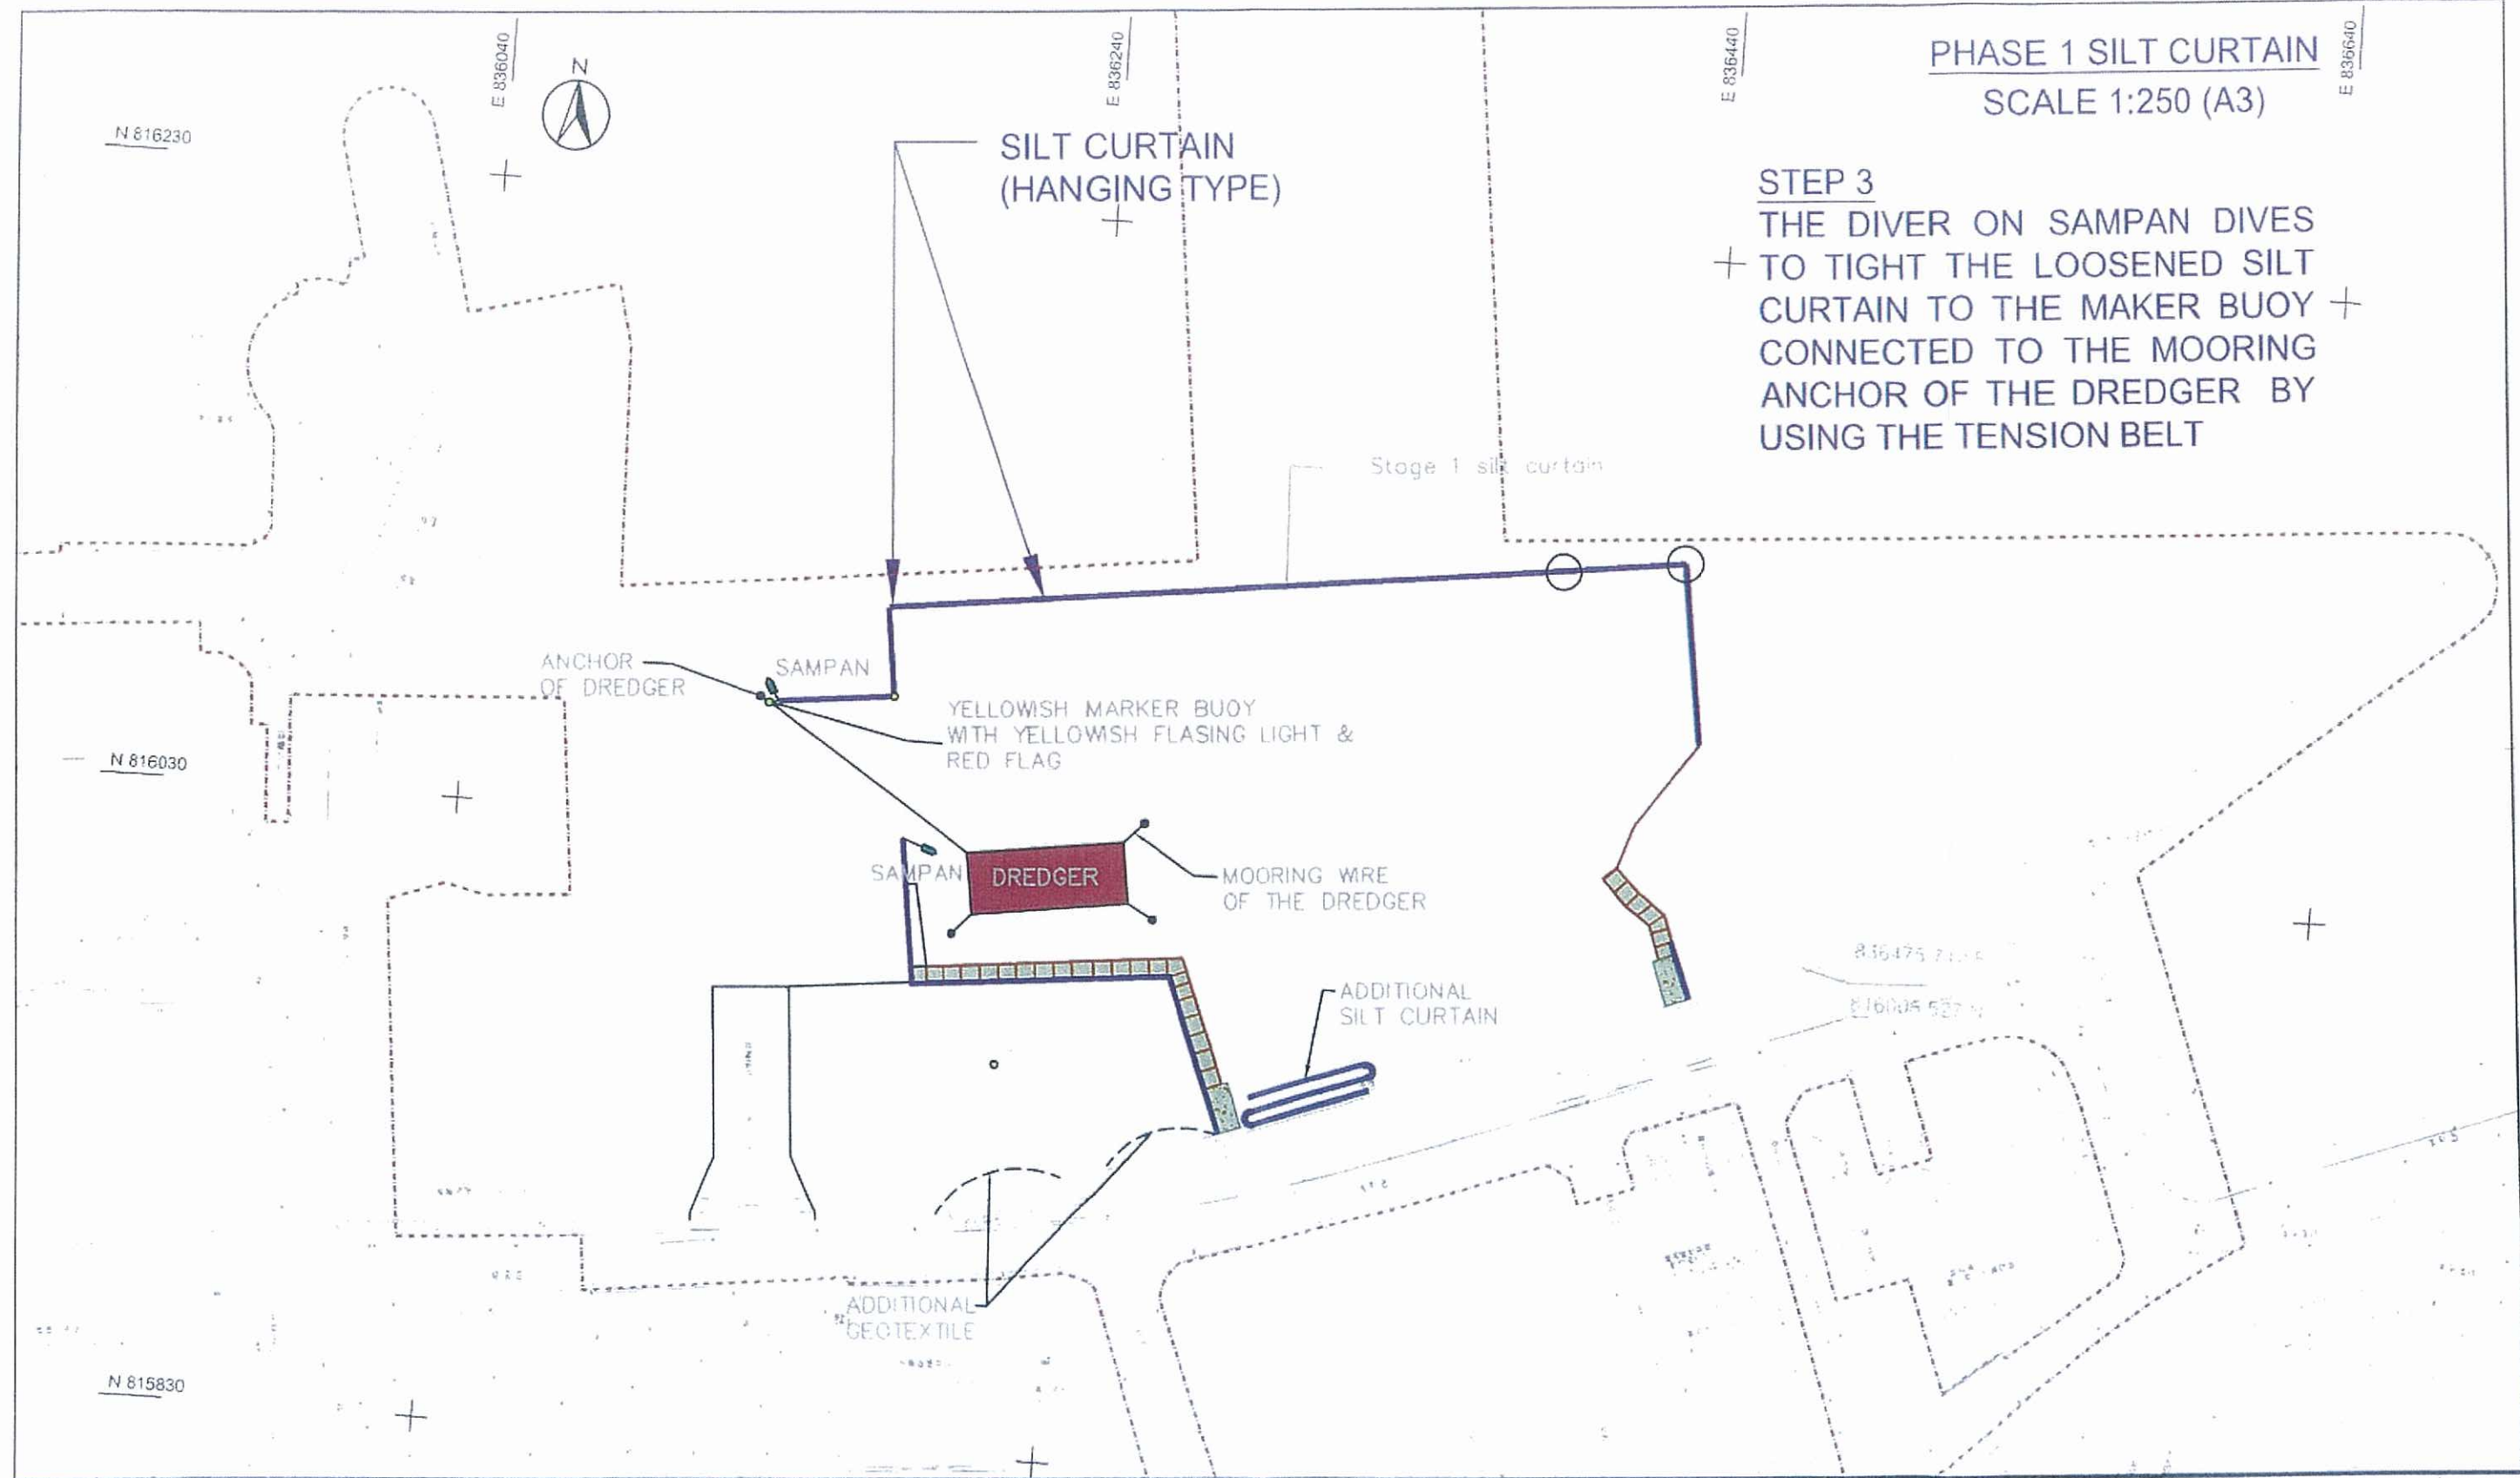 E 836040
E 836240
E 836440
E 836640
PHASE 1 SILT CURTAIN
SCALE 1:250 (A3)
N
N 816230
SILT CURTAIN
(HANGING TYPE)
STEP 3
THE DIVER ON SAMPAN DIVES
TO TIGHT THE LOOSENED SILT
CURTAIN TO THE MAKER BUOY
CONNECTED TO THE MOORING
ANCHOR OF THE DREDGER BY
USING THE TENSION BELT
Stage 1 silt curtain
ANCHOR
OF DREDGER
SAMPAN
YELLOWISH MARKER BUOY
WITH YELLOWISH FLASING LIGHT &
RED FLAG
N 816030
SAMPAN
DREDGER
MOORING WIRE
OF THE DREDGER
ADDITIONAL
SILT CURTAIN
ADDITIONAL
GEOTEXTILE
N 815830